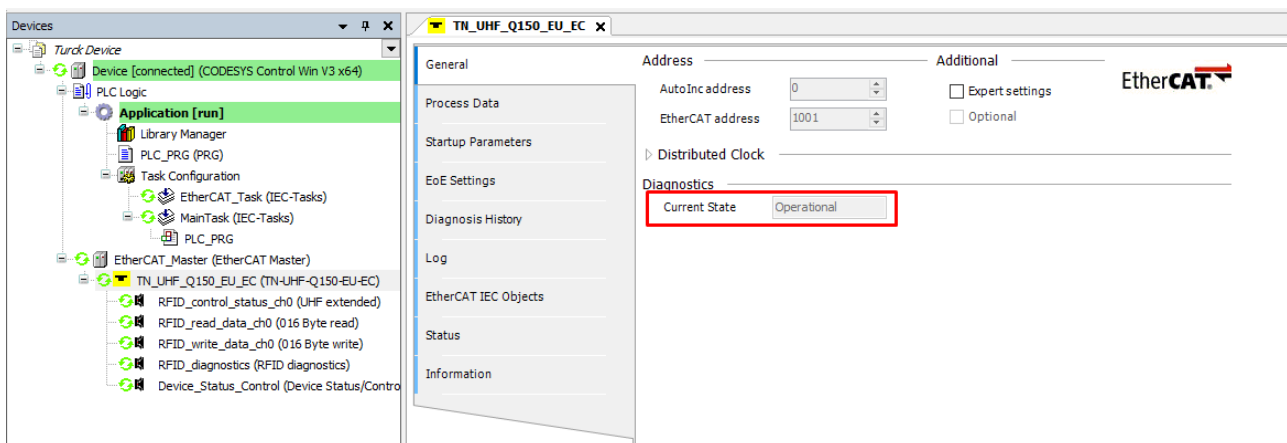 Devices
Turck Device
Device [connected] (CODESYS Control Win V3 x64)
PLC Logic
Application [run]
Library Manager
PLC_PRG (PRG)
Task Configuration
EtherCAT_Task (IEC-Tasks)
MainTask (IEC-Tasks)
PLC_PRG
EtherCAT_Master (EtherCAT Master)
TN_UHF_Q150_EU_EC (TN-UHF-Q150-EU-EC)
RFID_control_status_ch0 (UHF extended)
RFID_read_data_ch0 (016 Byte read)
RFID_write_data_ch0 (016 Byte write)
RFID_diagnostics (RFID diagnostics)
Device_Status_Control (Device Status/Contro
TN_UHF_Q150_EU_EC
General
Process Data
Startup Parameters
EoE Settings
Diagnosis History
Log
EtherCAT IEC Objects
Status
Information
Address
AutoInc address 0
EtherCAT address 1001
Additional
Expert settings
Optional
EtherCAT.
Distributed Clock
Diagnostics
Current State Operational